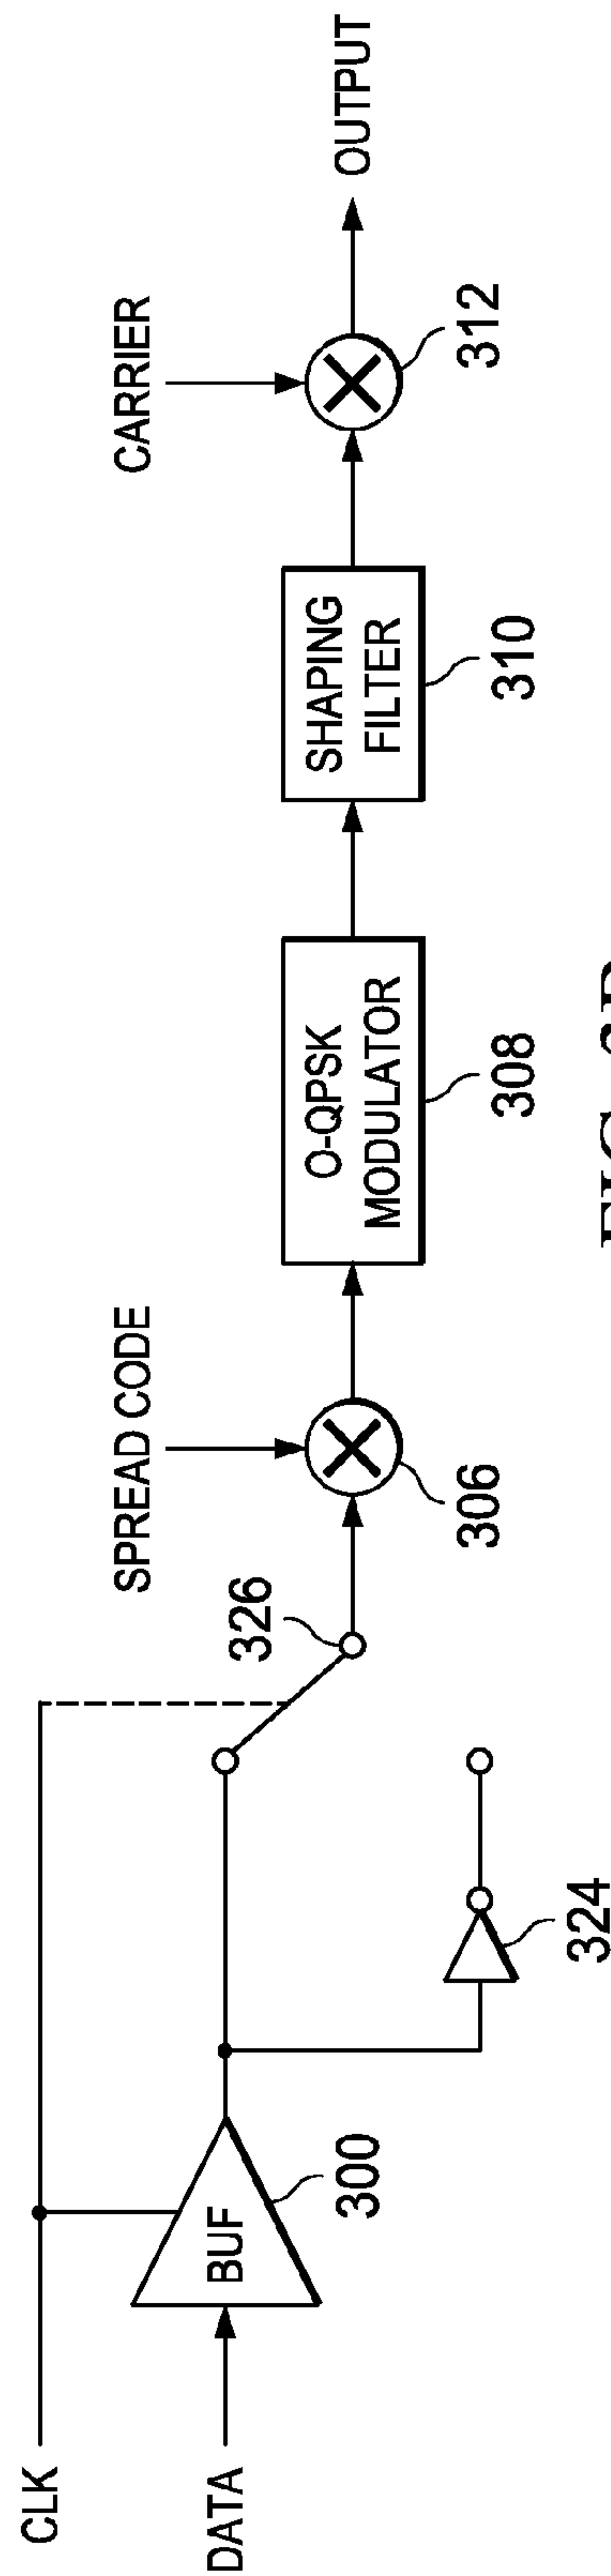 CLK
DATA
BUF
300
324
326
SPREAD CODE
306
O-QPSK
MODULATOR
308
SHAPING
FILTER
310
CARRIER
312
OUTPUT